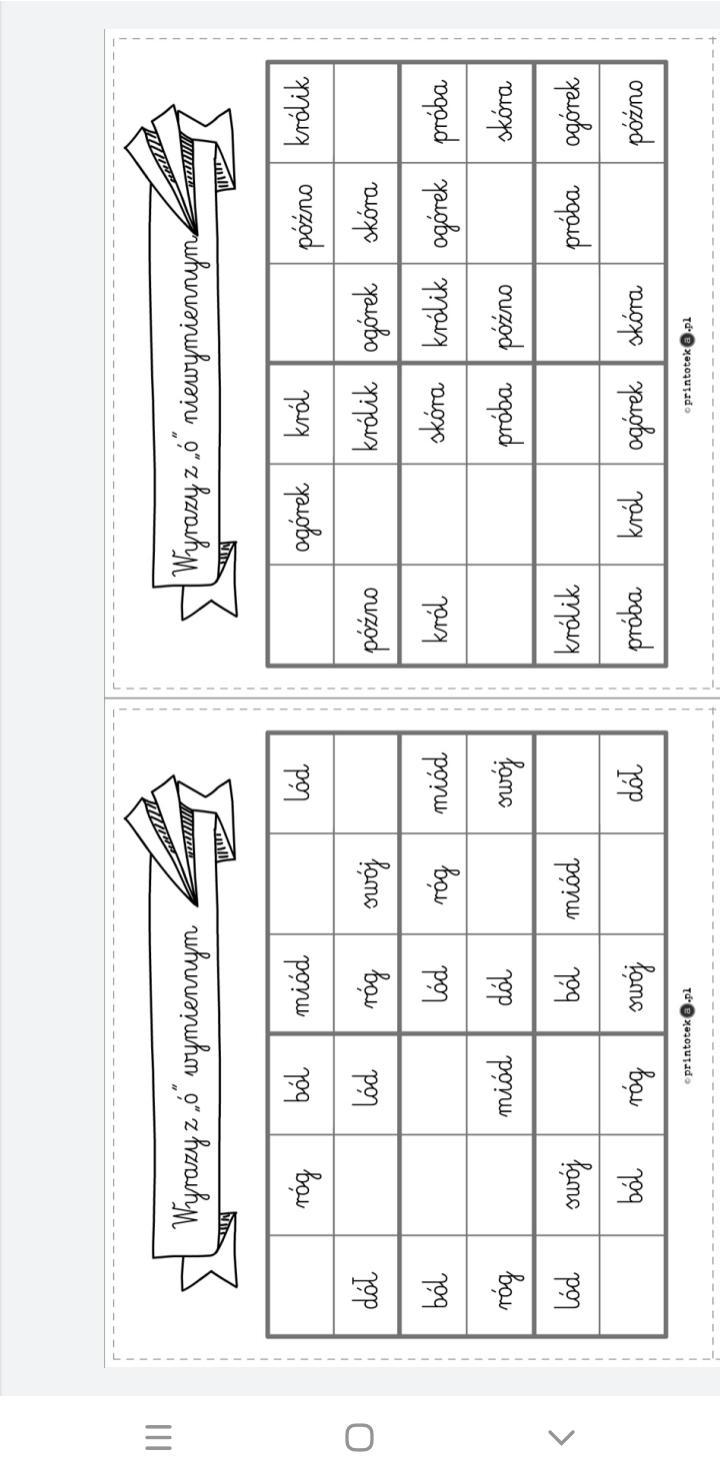 Wyrazy z „ó" wymiennym
róg ból miód lód
dół lód róg swój
ból lód róg miód
róg miód dól swój
lód swój ból miód
ból róg swój dół
© printoteka.pl
Wyrazy z „ó" niewymiennym
ogórek król późno królik
późno królik ogórek skóra
król skóra królik ogórek próba
próba późno skóra
królik próba ogórek
próba król ogórek skóra późno
© printoteka.pl